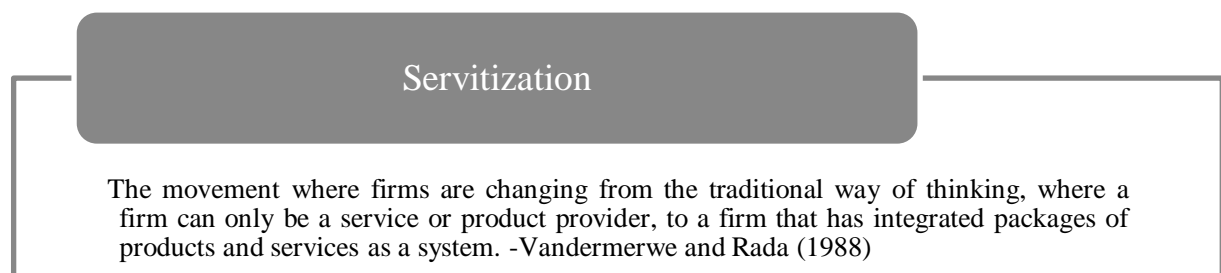 Servitization
The movement where firms are changing from the traditional way of thinking, where a
firm can only be a service or product provider, to a firm that has integrated packages of
products and services as a system. -Vandermerwe and Rada (1988)